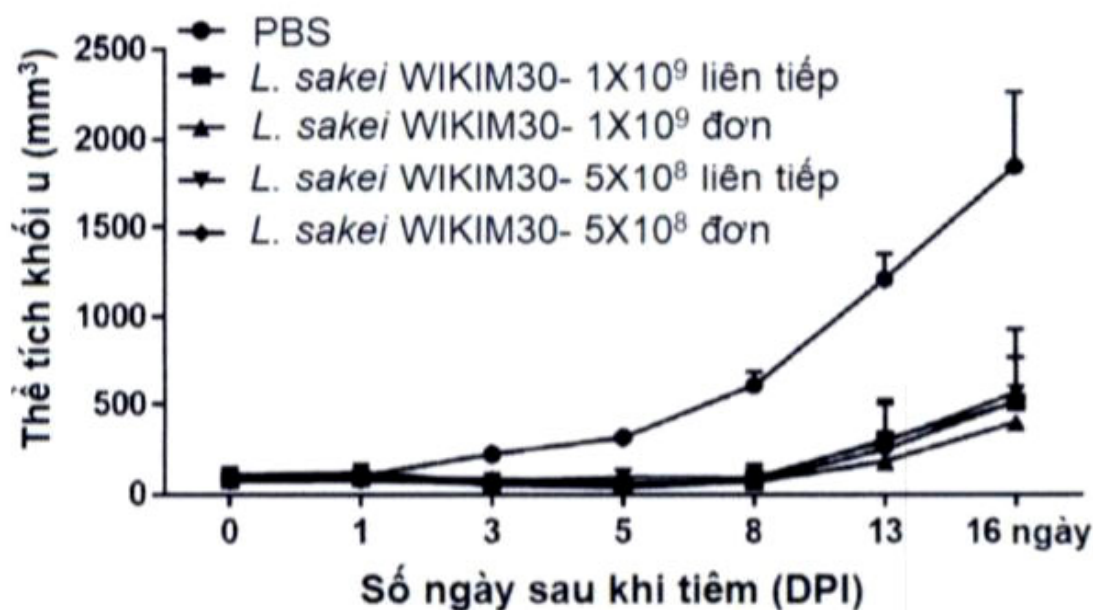 Thể tích khối u (mm³)
2500
2000
1500
1000
500
0
PBS
L. sakei WIKIM30- 1X10⁹ liên tiếp
L. sakei WIKIM30- 1X10⁹ đơn
L. sakei WIKIM30- 5X10⁸ liên tiếp
L. sakei WIKIM30- 5X10⁸ đơn
0 1 3 5 8 13 16 ngày
Số ngày sau khi tiêm (DPI)